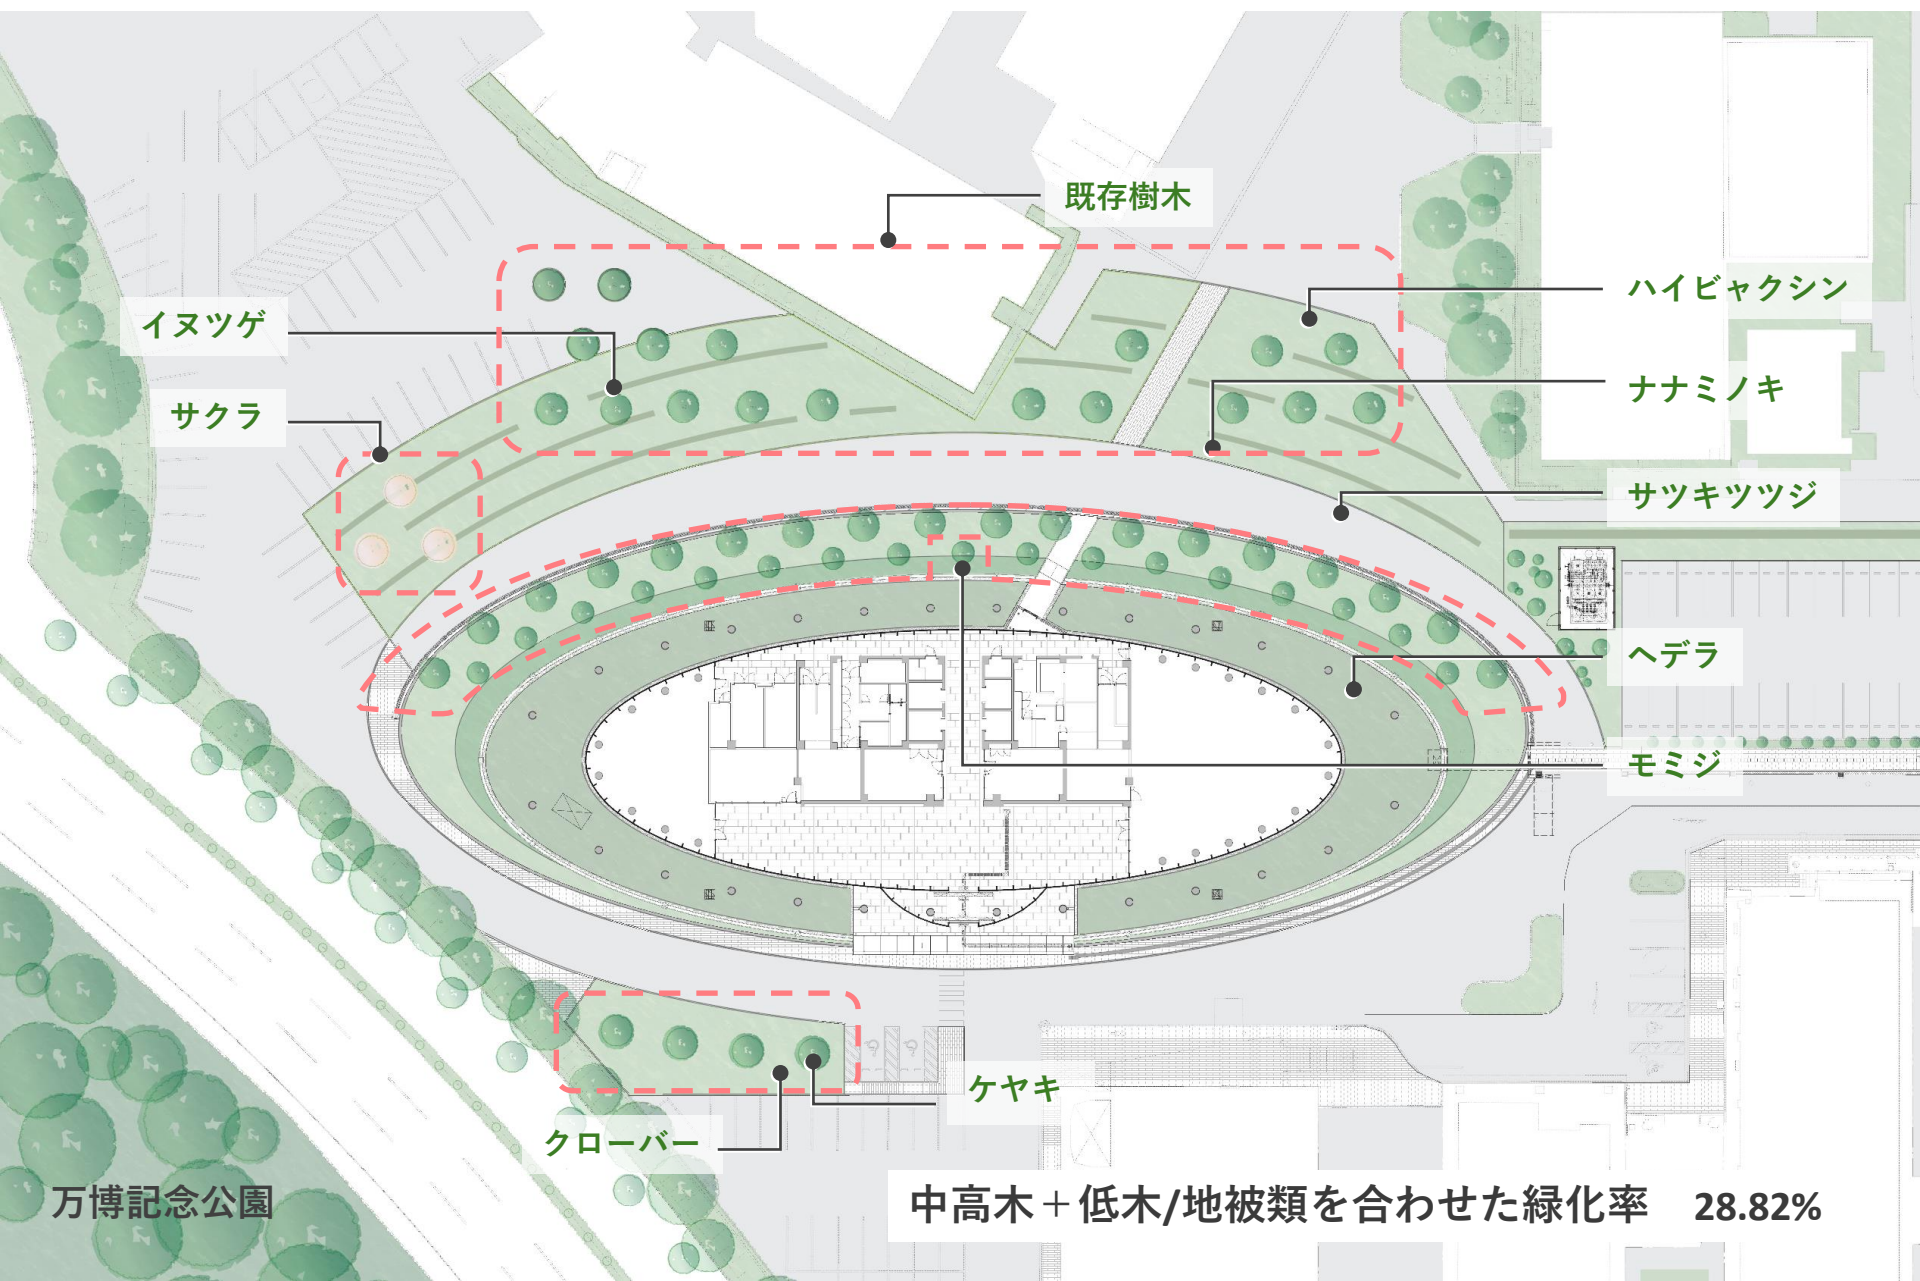 既存樹木
ハイビャクシン
イヌツゲ
ナナミノキ
サクラ
サツキツツジ
ヘデラ
モミジ
ケヤキ
クローバー
万博記念公園
中高木＋低木/地被類を合わせた緑化率 28.82%